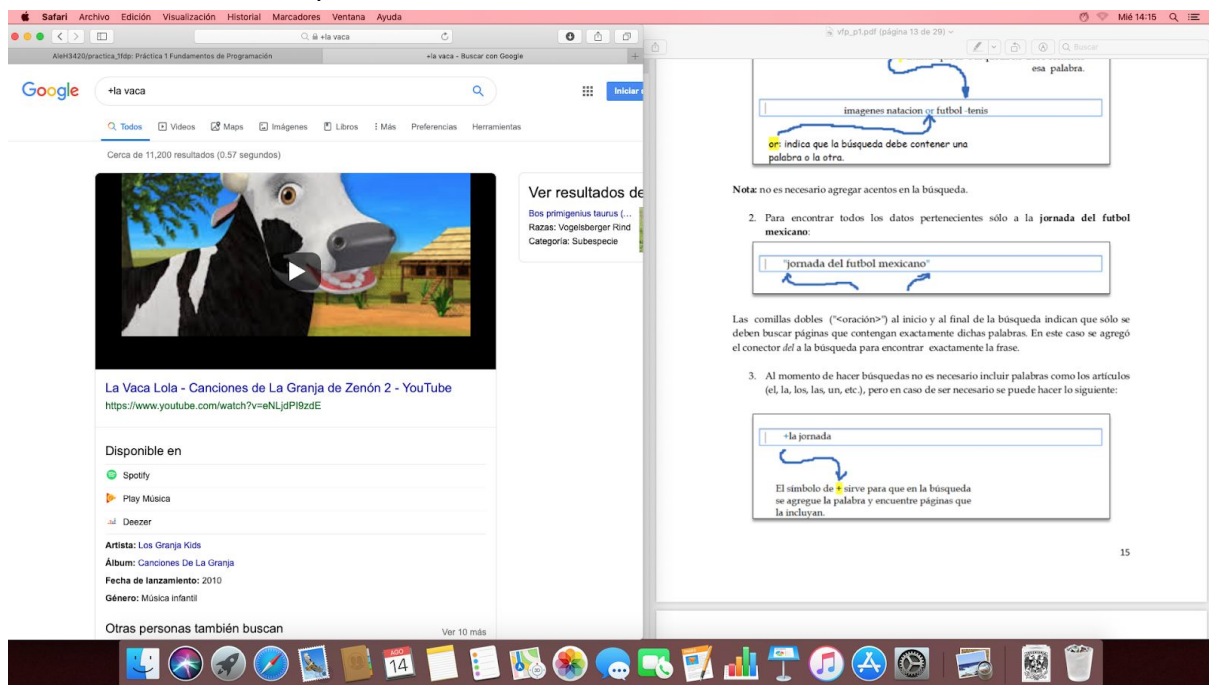 Safari Archivo Edición Visualización Historial Marcadores Ventana Ayuda
Mié 14:15
+la vaca
AleH3420/practica_1fdp: Práctica 1 Fundamentos de Programación
+la vaca - Buscar con Google
Google
+la vaca
Iniciar
Todos Videos Maps Imágenes Libros Más Preferencias Herramientas
Cerca de 11,200 resultados (0.57 segundos)
La Vaca Lola - Canciones de La Granja de Zenón 2 - YouTube
https://www.youtube.com/watch?v=eNLjdPI9zdE
Disponible en
Spotify
Play Música
Deezer
Artista: Los Granja Kids
Álbum: Canciones De La Granja
Fecha de lanzamiento: 2010
Género: Música infantil
Otras personas también buscan
Ver 10 más
Ver resultados de
Bos primigenius taurus (...
Razas: Vogelsberger Rind
Categoría: Subespecie
vfp_p1.pdf (página 13 de 29)
Buscar
esa palabra.
imagenes natacion or futbol -tenis
or: indica que la búsqueda debe contener una
palabra o la otra.
Nota: no es necesario agregar acentos en la búsqueda.
2. Para encontrar todos los datos pertenecientes sólo a la jornada del futbol
mexicano:
"jornada del futbol mexicano"
Las comillas dobles ("<oración>") al inicio y al final de la búsqueda indican que sólo se
deben buscar páginas que contengan exactamente dichas palabras. En este caso se agregó
el conector del a la búsqueda para encontrar exactamente la frase.
3. Al momento de hacer búsquedas no es necesario incluir palabras como los artículos
(el, la, los, las, un, etc.), pero en caso de ser necesario se puede hacer lo siguiente:
+la jornada
El símbolo de + sirve para que en la búsqueda
se agregue la palabra y encuentre páginas que
la incluyan.
15
AGO
14